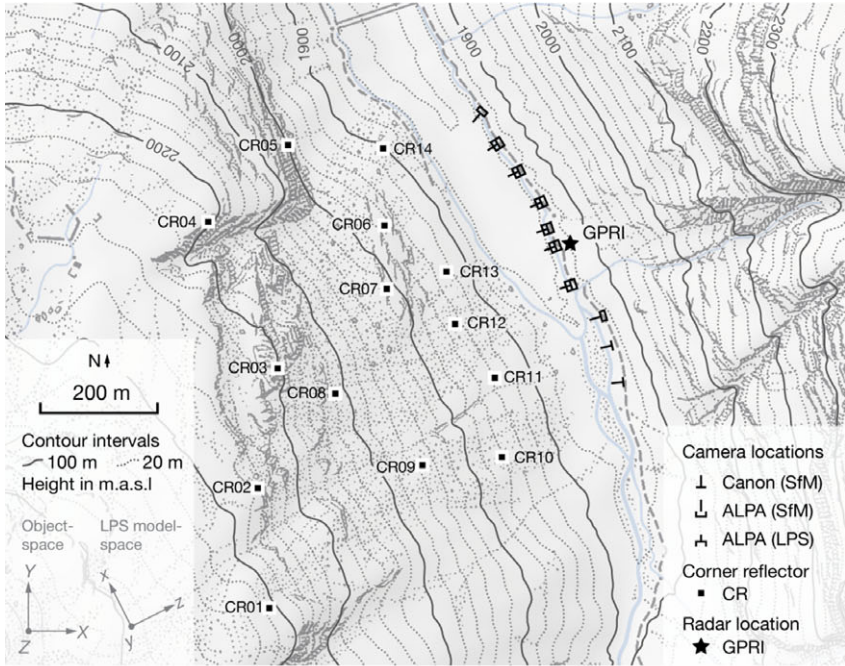 2100
2000
1900
1900
2000
2100
2200
2300
2200
CR05
CR14
CR04
CR06
GPRI
CR13
CR07
CR12
CR03
CR11
CR08
CR09
CR10
CR02
CR01
N
200 m
Contour intervals
100 m 20 m
Height in m.a.s.l
Object- LPS model-
space space
Y
X
Z
x
z
y
Camera locations
Canon (SfM)
ALPA (SfM)
ALPA (LPS)
Corner reflector
CR
Radar location
GPRI